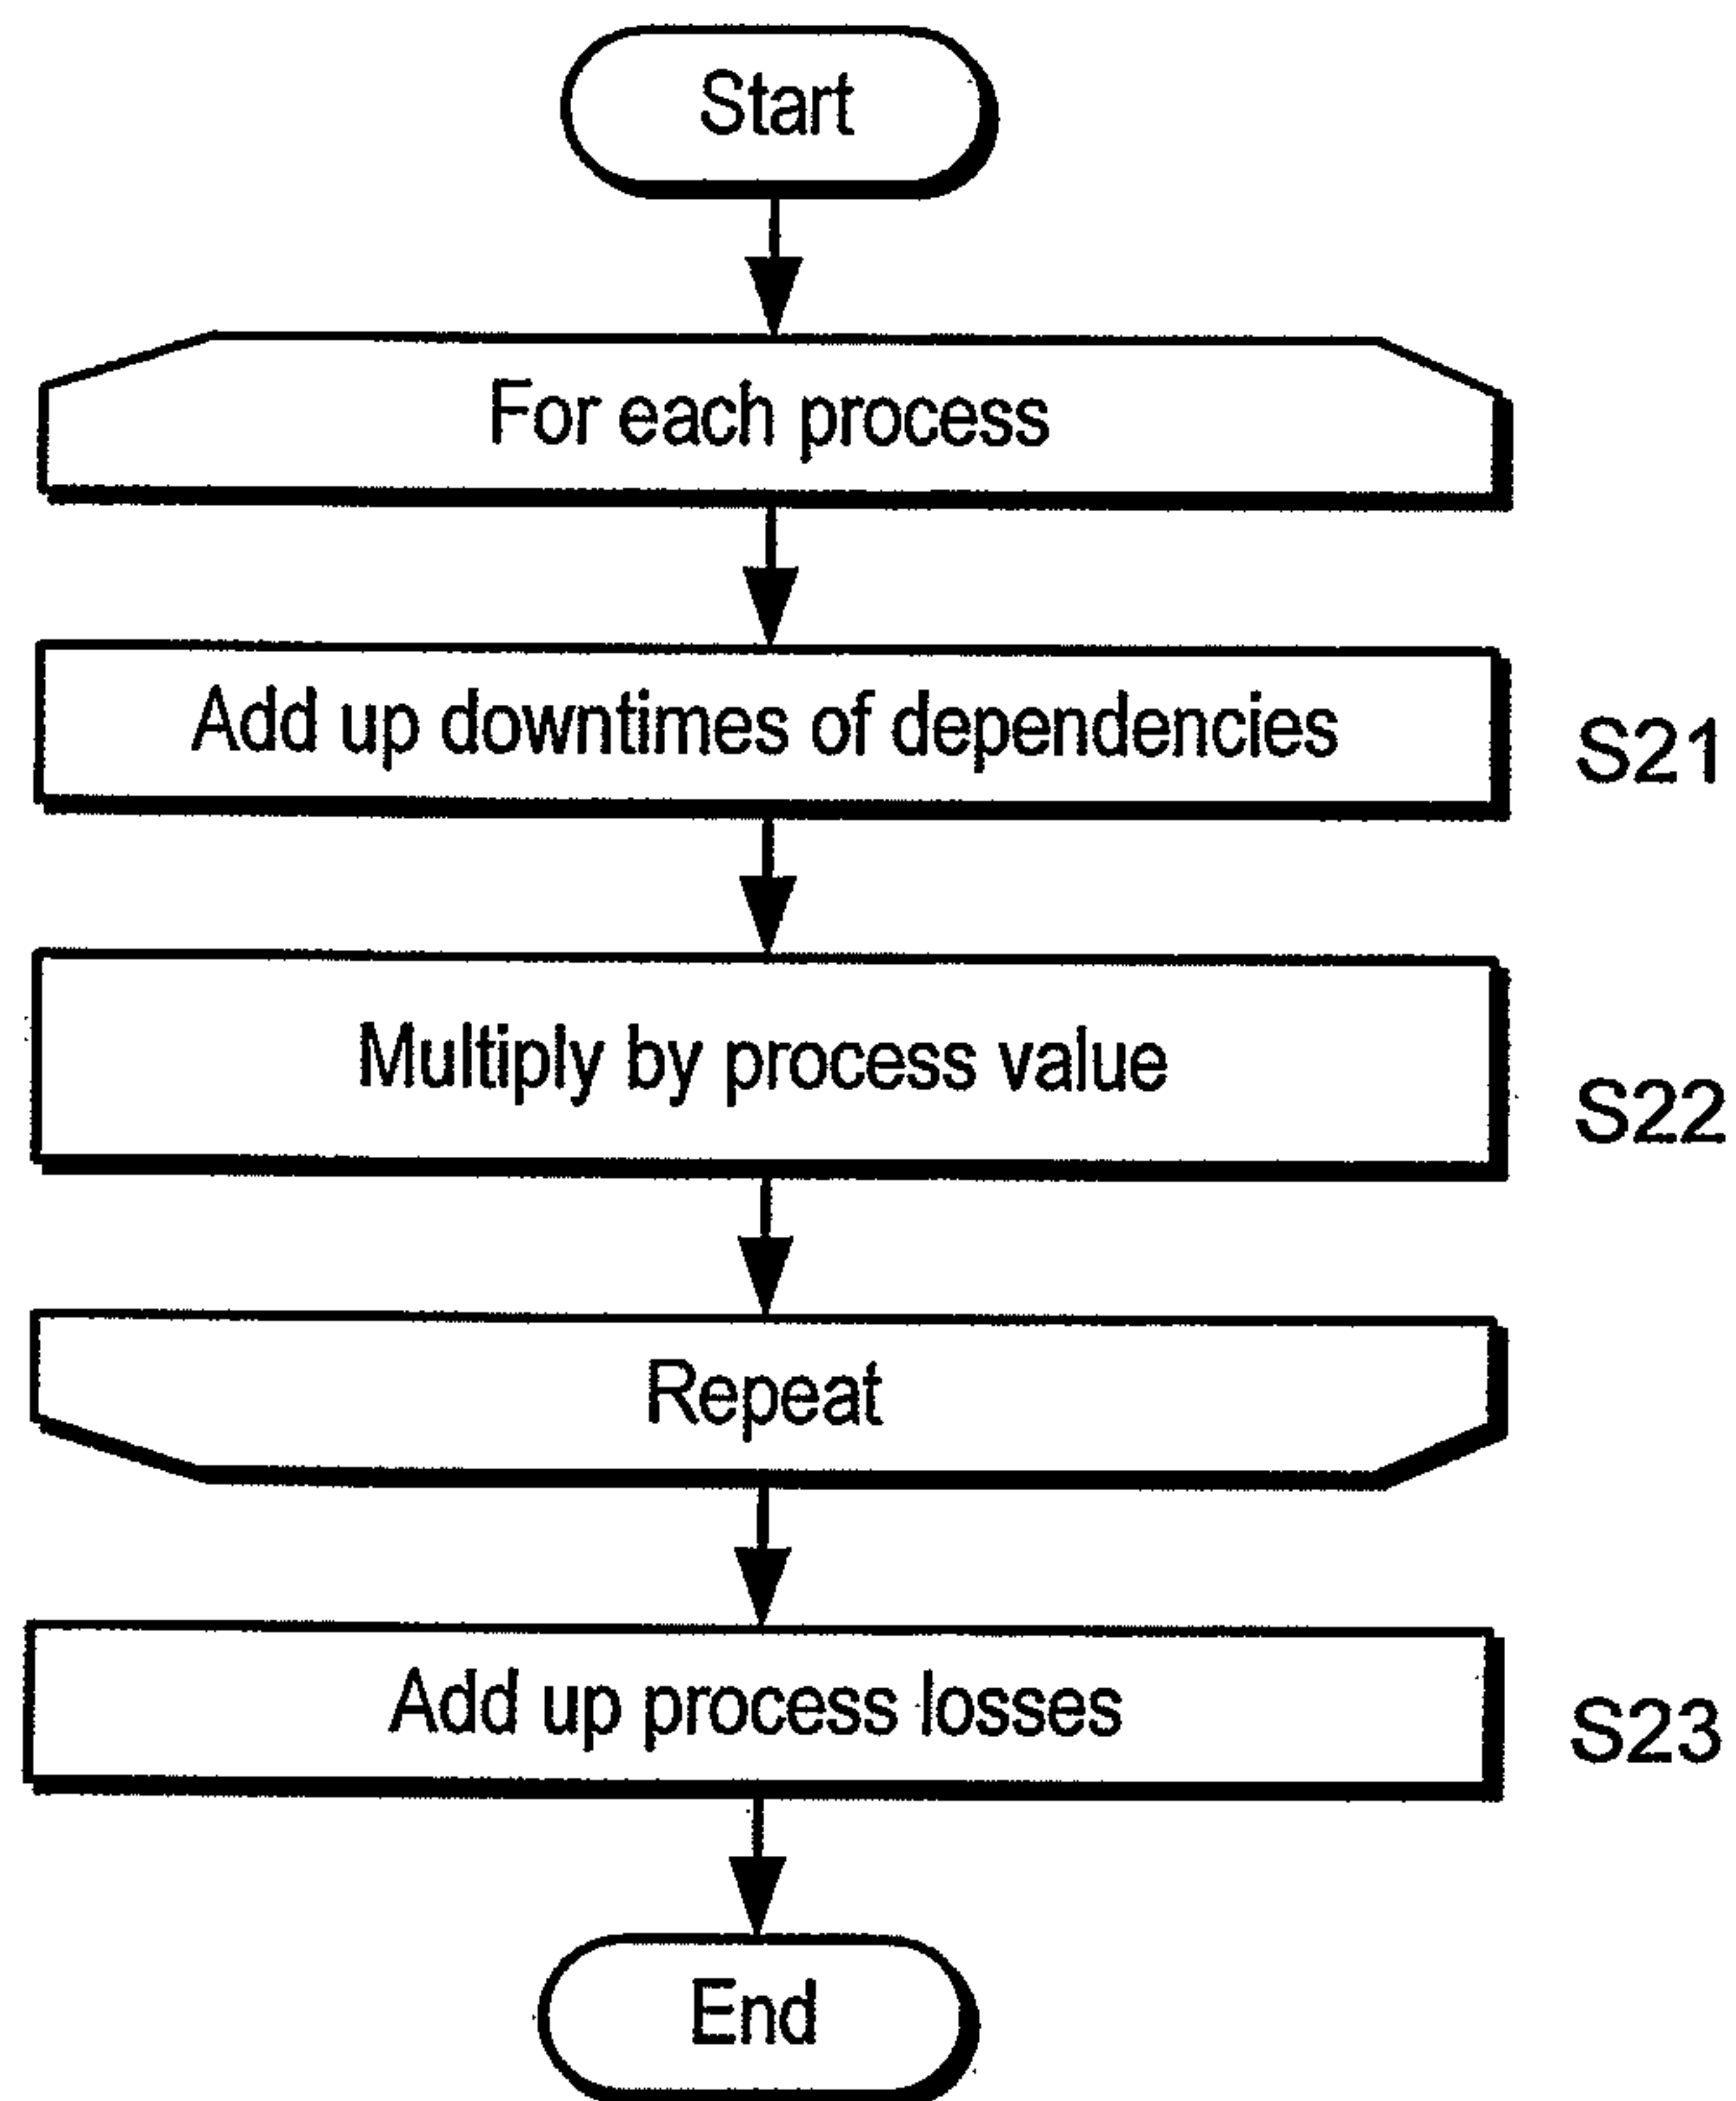 Start
For each process
Add up downtimes of dependencies
S21
Multiply by process value
S22
Repeat
Add up process losses
S23
End